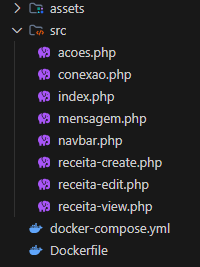 assets
src
acoes.php
conexao.php
index.php
mensagem.php
navbar.php
receita-create.php
receita-edit.php
receita-view.php
docker-compose.yml
Dockerfile